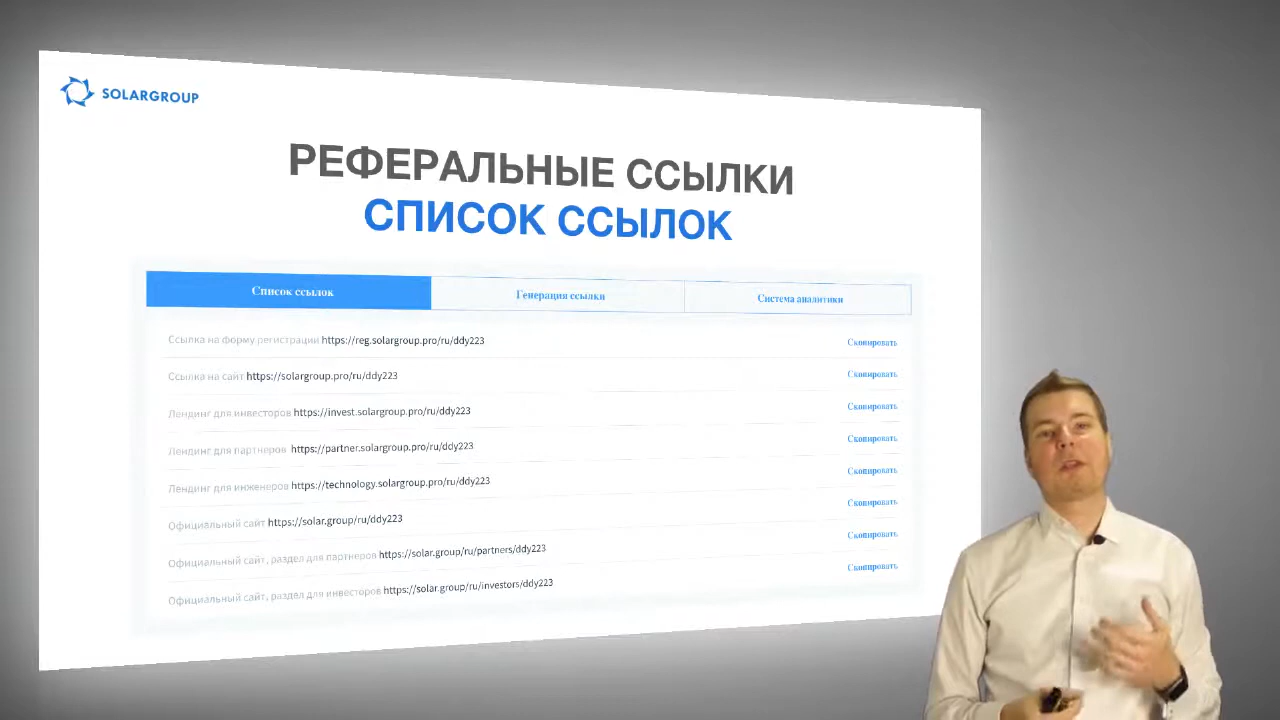 SOLARGROUP
РЕФЕРАЛЬНЫЕ ССЫЛКИ
СПИСОК ССЫЛОК
Список ссылок Генерация ссылки Система аналитики
Ссылка на форму регистрации https://reg.solargroup.pro/ru/ddy223 Скопировать
Ссылка на сайт https://solargroup.pro/ru/ddy223 Скопировать
Лендинг для инвесторов https://invest.solargroup.pro/ru/ddy223 Скопировать
Лендинг для партнеров https://partner.solargroup.pro/ru/ddy223 Скопировать
Лендинг для инженеров https://technology.solargroup.pro/ru/ddy223 Скопировать
Официальный сайт https://solar.group/ru/ddy223 Скопировать
Официальный сайт, раздел для партнеров https://solar.group/ru/partners/ddy223 Скопировать
Официальный сайт, раздел для инвесторов https://solar.group/ru/investors/ddy223 Скопировать